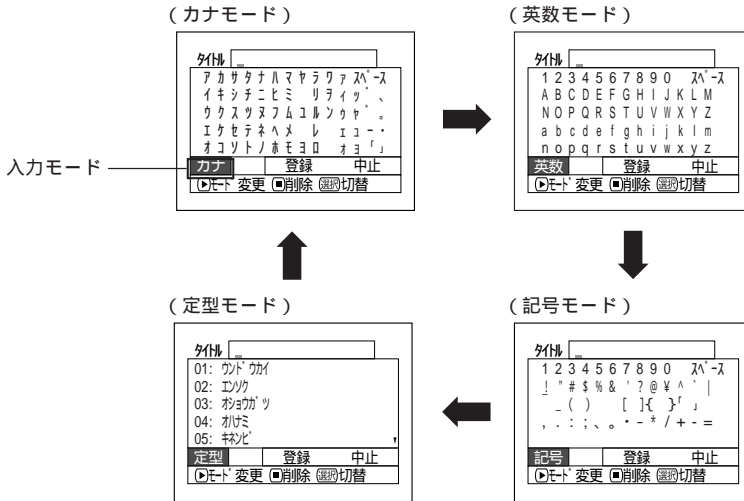 （カナモード）
タイトル _
アカサタナハマヤラワァスペース
イキシチニヒミ リヲィッ゛、
ウクスツヌフムユルンゥャ゜。
エケセテネヘメ レ ェュー・
オコソトノホモヨロ ォョ「」
カナ 登録 中止
モード変更 削除 選択切替
入力モード
（英数モード）
タイトル _
1234567890 スペース
ABCDEFGHIJKLM
NOPQRSTUVWXYZ
abcdefghijklm
nopqrstuvwxyz
英数 登録 中止
モード変更 削除 選択切替
（定型モード）
タイトル _
01: ウンドウカイ
02: エンソク
03: オショウガツ
04: オハナミ
05: キネンビ
定型 登録 中止
モード変更 削除 選択切替
（記号モード）
タイトル _
1234567890 スペース
! " # $ % & ' ? @ ¥ ^ ` |
_ ( ) [ ] { } 「 」
, . : ; 、 。 ・ - * / + - =
記号 登録 中止
モード変更 削除 選択切替